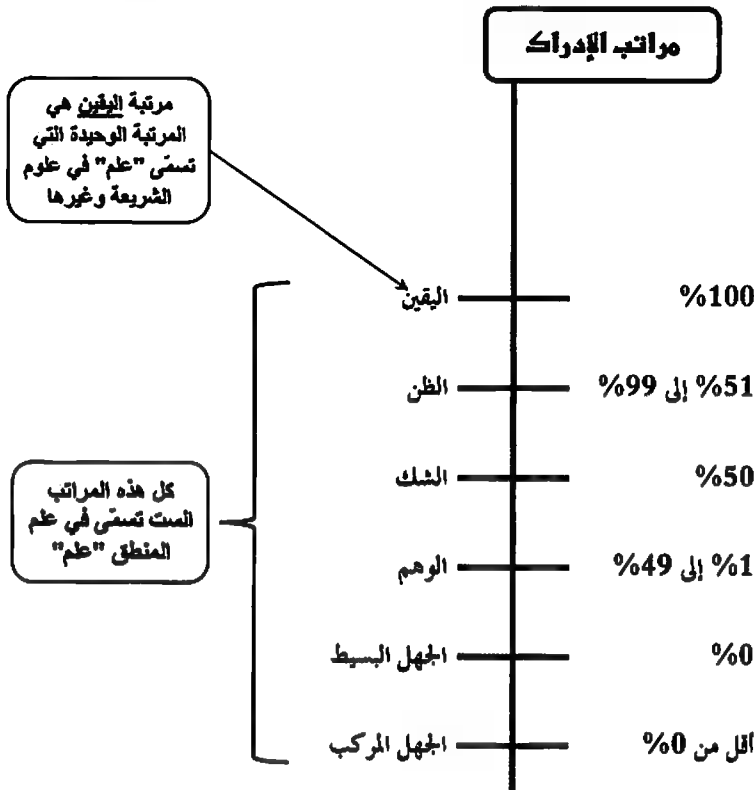 مراتب الإدراك
مرتبة اليقين هي
المرتبة الوحيدة التي
تسمّى "علم" في علوم
الشريعة وغيرها
%100 اليقين
%51 إلى 99% الظن
%50 الشك
%1 إلى 49% الوهم
%0 الجهل البسيط
أقل من 0% الجهل المركب
كل هذه المراتب
الست تسمّى في علم
المنطق "علم"